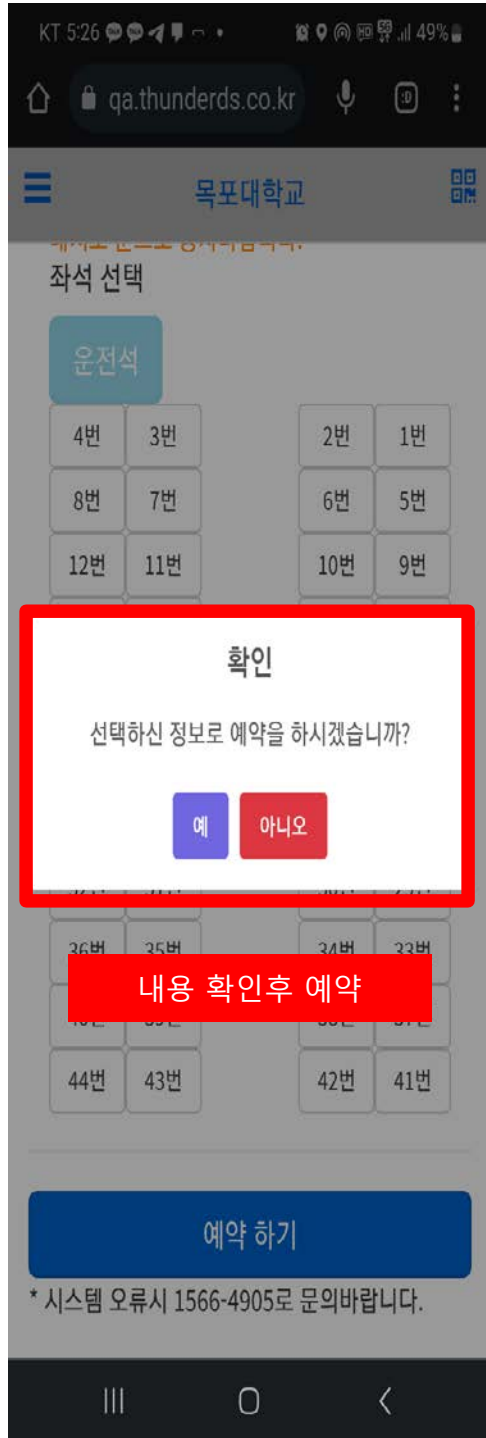 KT 5:26 49%
qa.thunderds.co.kr
목포대학교
좌석 선택
운전석
4번 3번 2번 1번
8번 7번 6번 5번
12번 11번 10번 9번
확인
선택하신 정보로 예약을 하시겠습니까?
예 아니오
36번 35번 34번 33번
내용 확인후 예약
44번 43번 42번 41번
예약 하기
* 시스템 오류시 1566-4905로 문의바랍니다.